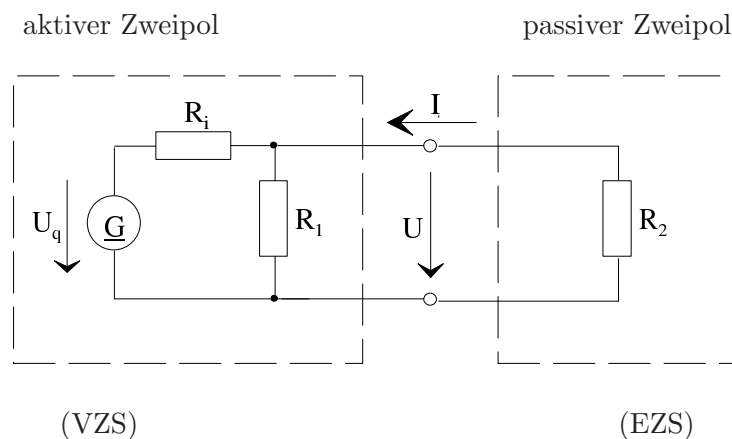 aktiver Zweipol
passiver Zweipol
I
Ri
Uq
G
R1
U
R2
(VZS)
(EZS)